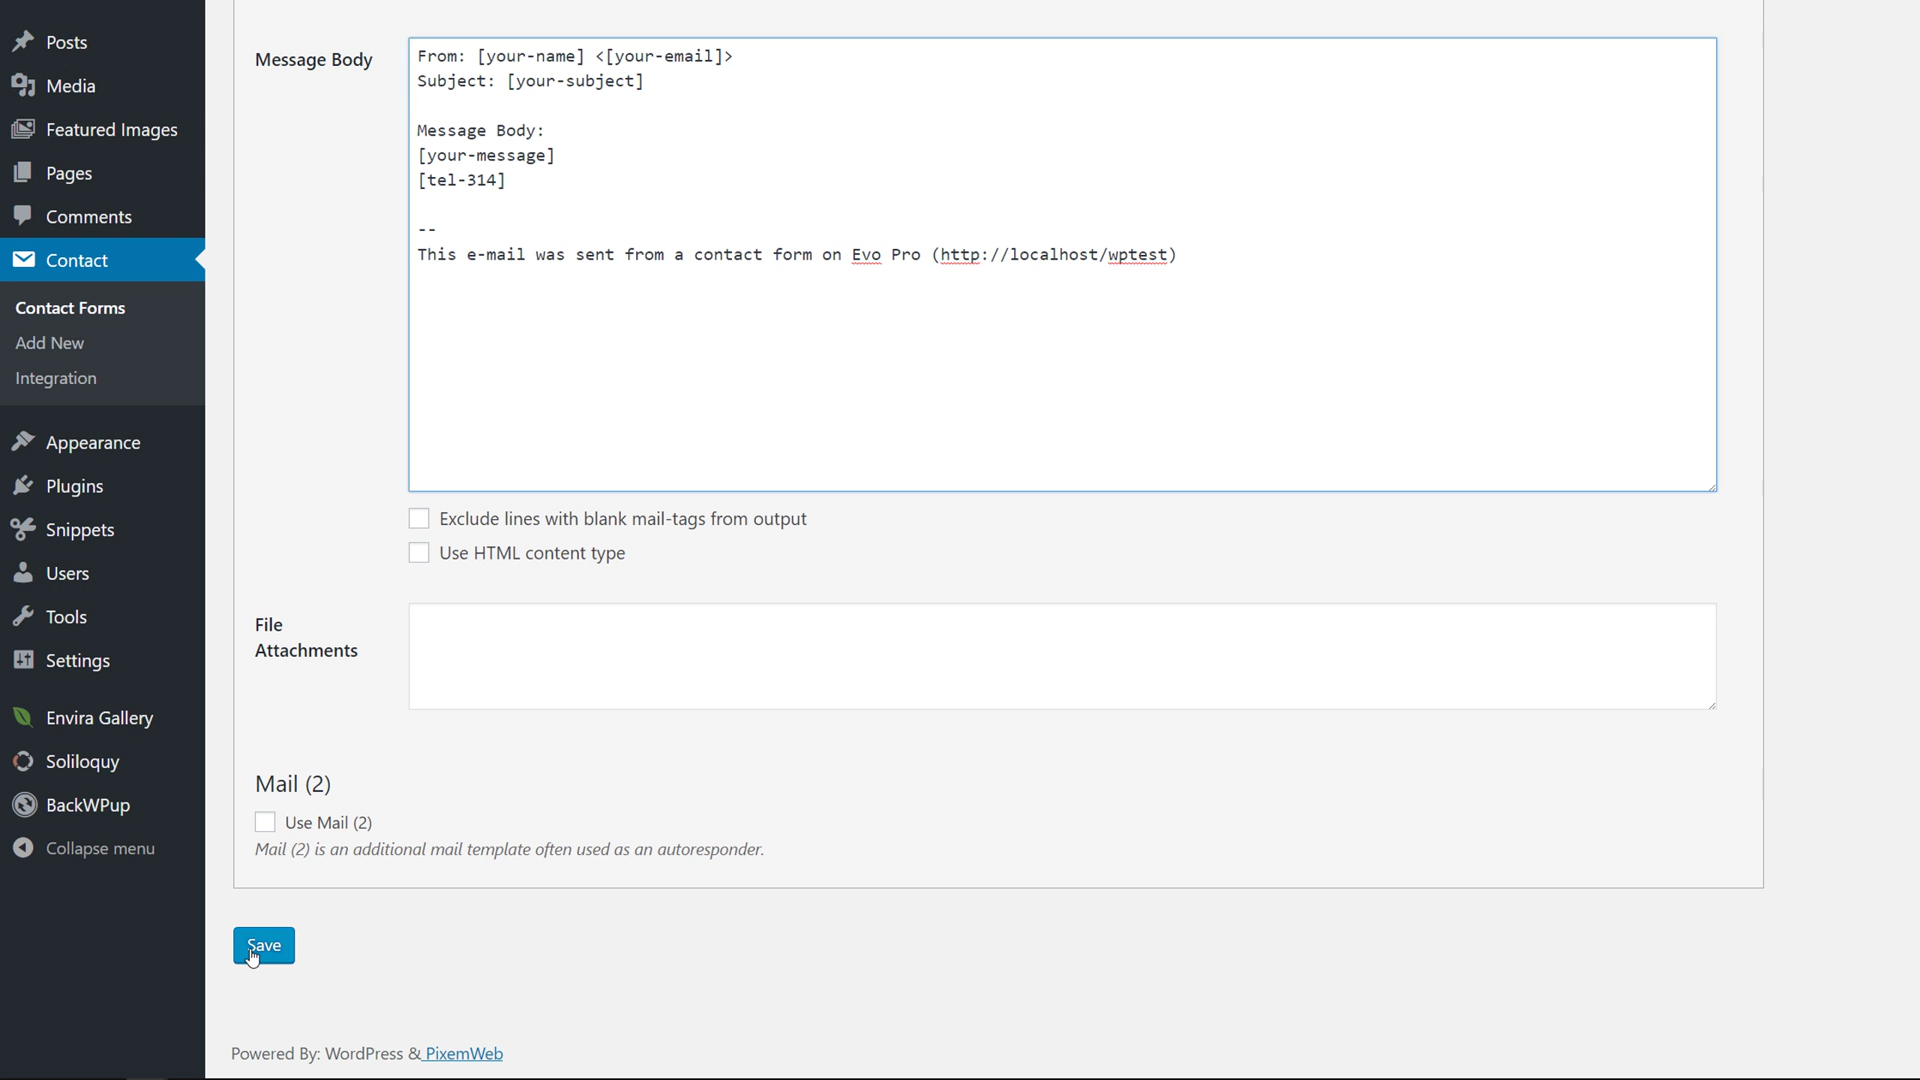 Posts
Media
Featured Images
Pages
Comments
Contact
Contact Forms
Add New
Integration
Appearance
Plugins
Snippets
Users
Tools
Settings
Envira Gallery
Soliloquy
BackWPup
Collapse menu
Message Body
From: [your-name] <[your-email]>
Subject: [your-subject]
Message Body:
[your-message]
[tel-314]
--
This e-mail was sent from a contact form on Evo Pro (http://localhost/wptest)
Exclude lines with blank mail-tags from output
Use HTML content type
File
Attachments
Mail (2)
Use Mail (2)
Mail (2) is an additional mail template often used as an autoresponder.
Save
Powered By: WordPress & PixemWeb